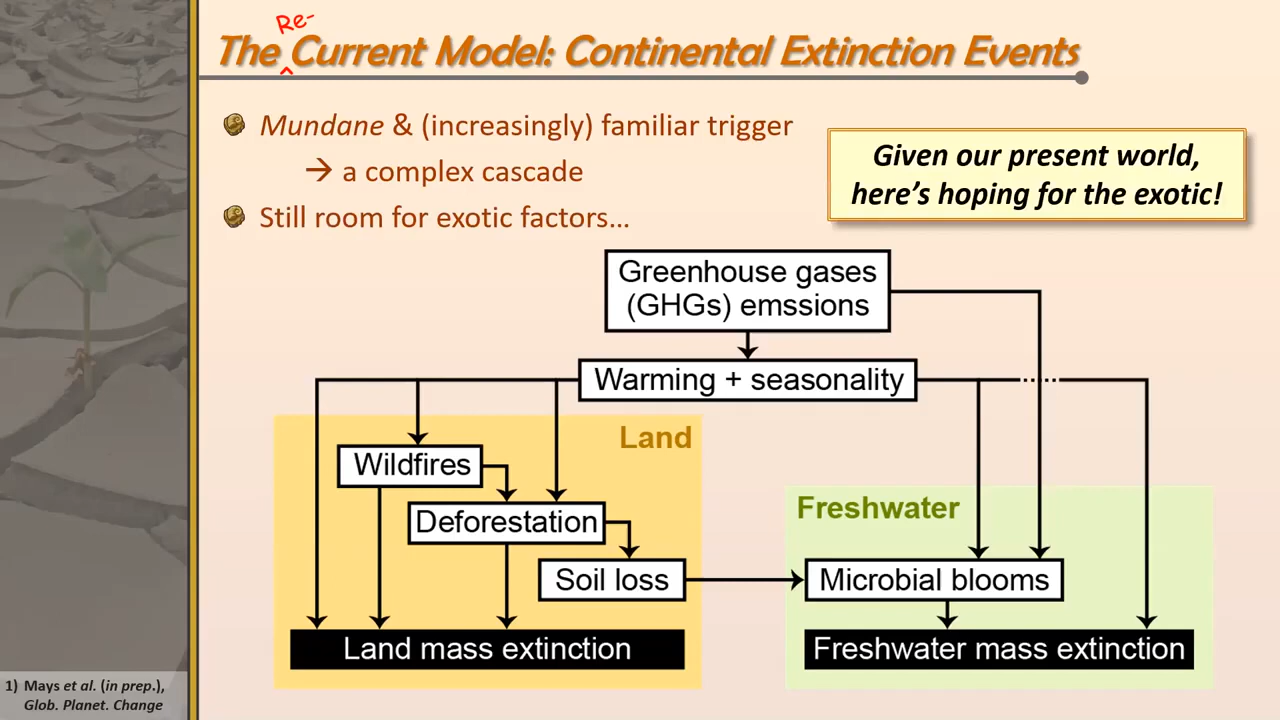 The Re-Current Model: Continental Extinction Events
Mundane & (increasingly) familiar trigger
→ a complex cascade
Still room for exotic factors...
Given our present world,
here's hoping for the exotic!
Greenhouse gases
(GHGs) emssions
Warming + seasonality
Land
Wildfires
Deforestation
Soil loss
Land mass extinction
Freshwater
Microbial blooms
Freshwater mass extinction
1) Mays et al. (in prep.),
Glob. Planet. Change